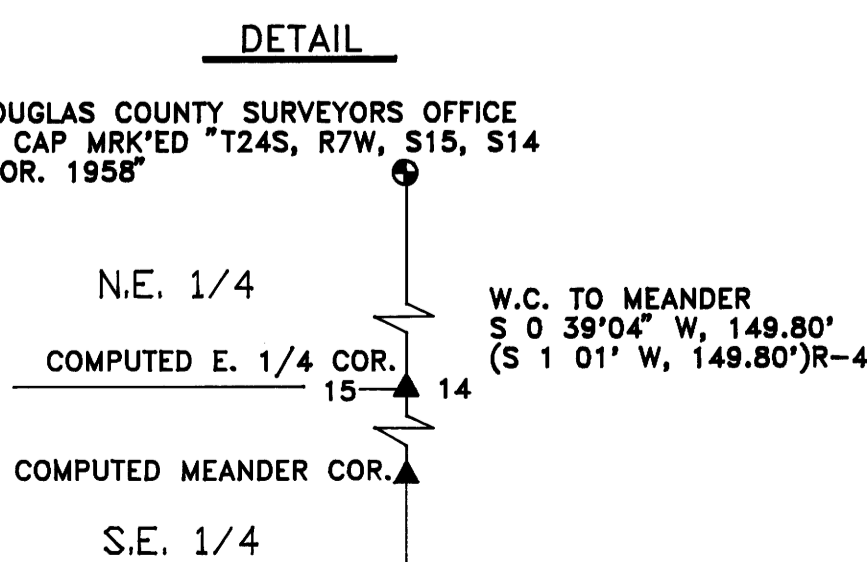 DETAIL
OUGLAS COUNTY SURVEYORS OFFICE
CAP MRK'ED "T24S, R7W, S15, S14
OR. 1958"
N.E. 1/4
W.C. TO MEANDER
S 0 39'04" W, 149.80'
(S 1 01' W, 149.80')R-4
COMPUTED E. 1/4 COR.
15 14
COMPUTED MEANDER COR.
S.E. 1/4